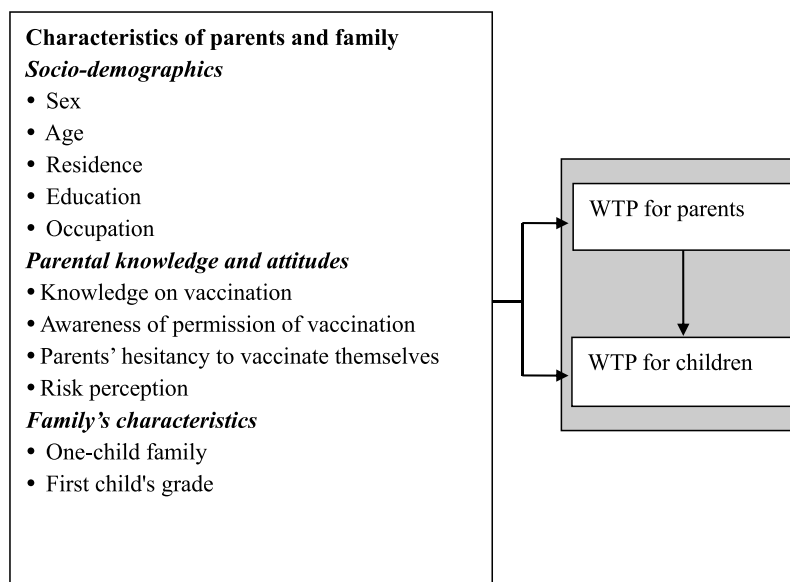 Characteristics of parents and family
Socio-demographics
• Sex
• Age
• Residence
• Education
• Occupation
Parental knowledge and attitudes
• Knowledge on vaccination
• Awareness of permission of vaccination
• Parents’ hesitancy to vaccinate themselves
• Risk perception
Family’s characteristics
• One-child family
• First child's grade
WTP for parents
WTP for children